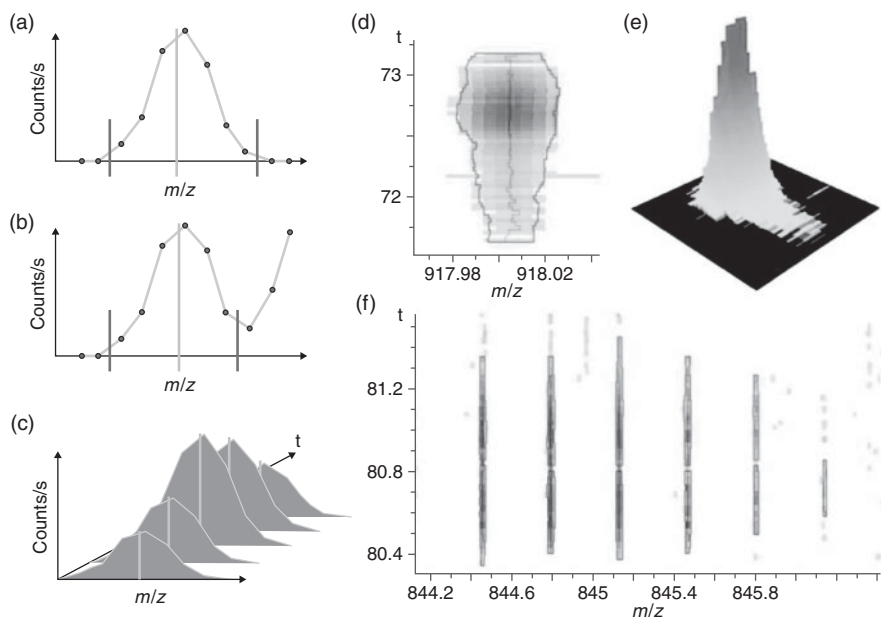 (a)
Counts/s
m/z
(b)
Counts/s
m/z
(c)
Counts/s
t
m/z
(d)
t
73
72
917.98 918.02
m/z
(e)
(f)
t
81.2
80.8
80.4
844.2 844.6 845 845.4 845.8
m/z